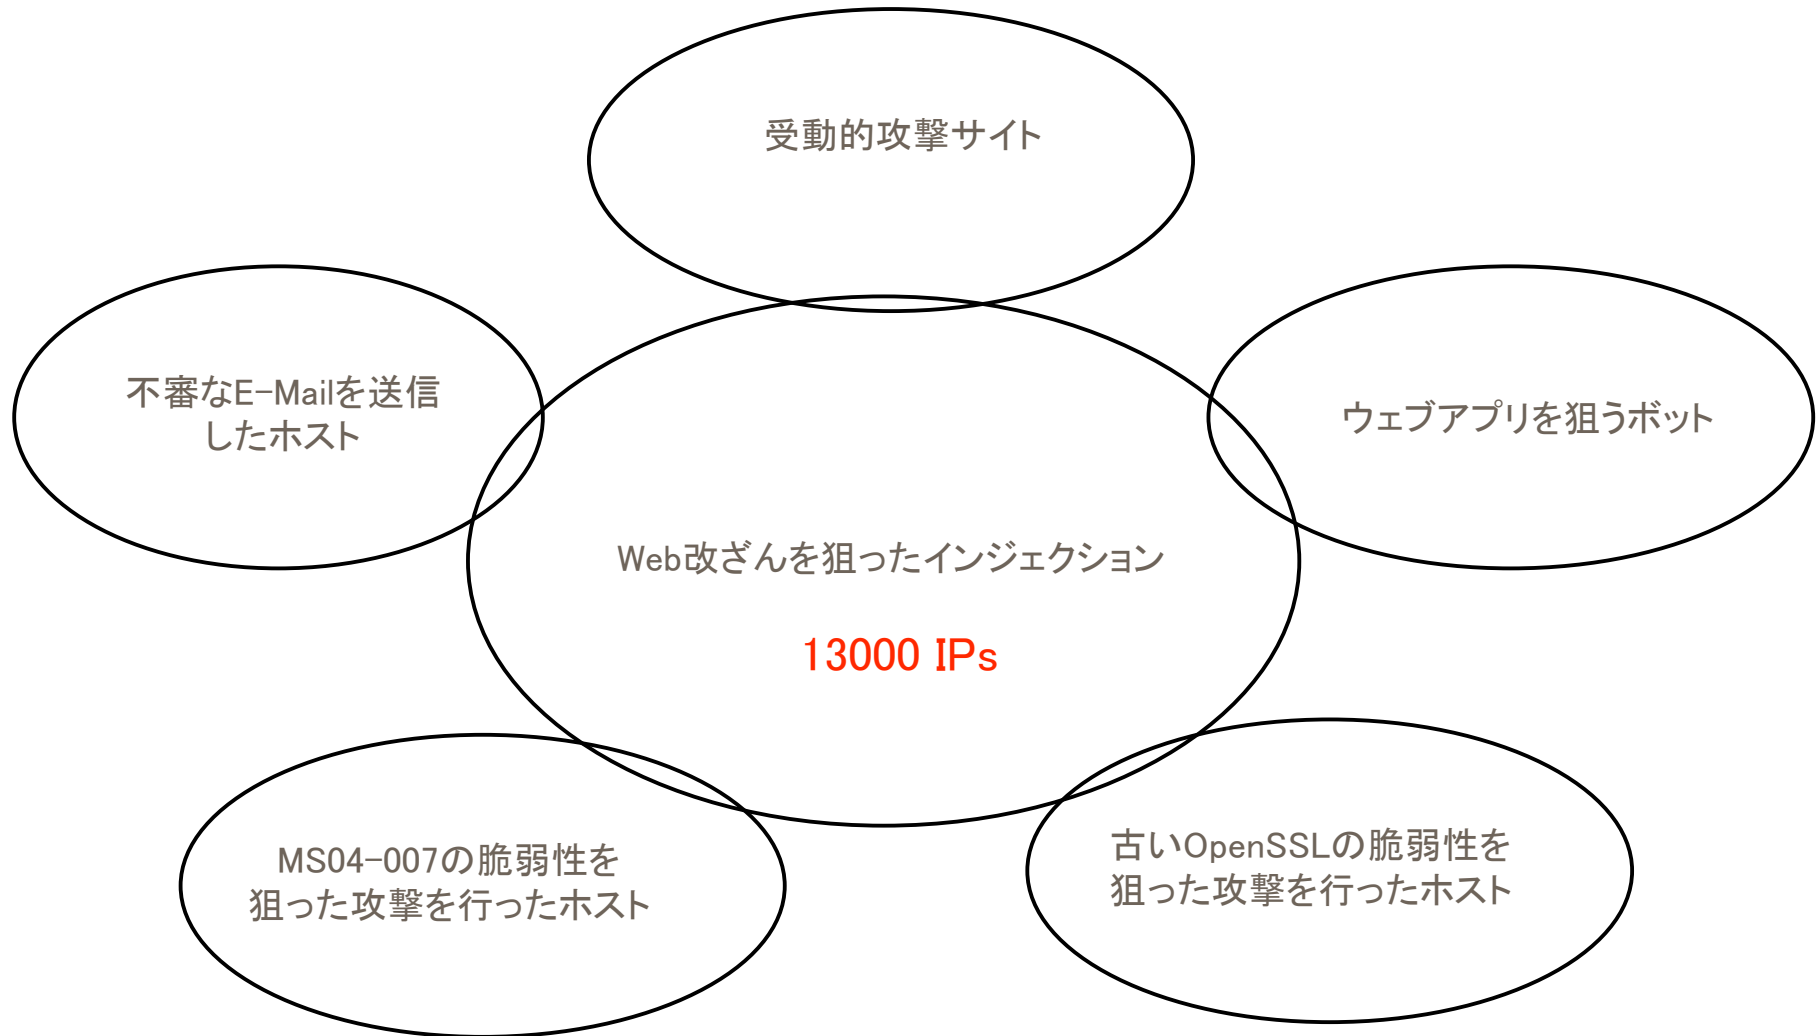 受動的攻撃サイト
不審なE-Mailを送信
したホスト
ウェブアプリを狙うボット
Web改ざんを狙ったインジェクション
13000 IPs
MS04-007の脆弱性を
狙った攻撃を行ったホスト
古いOpenSSLの脆弱性を
狙った攻撃を行ったホスト